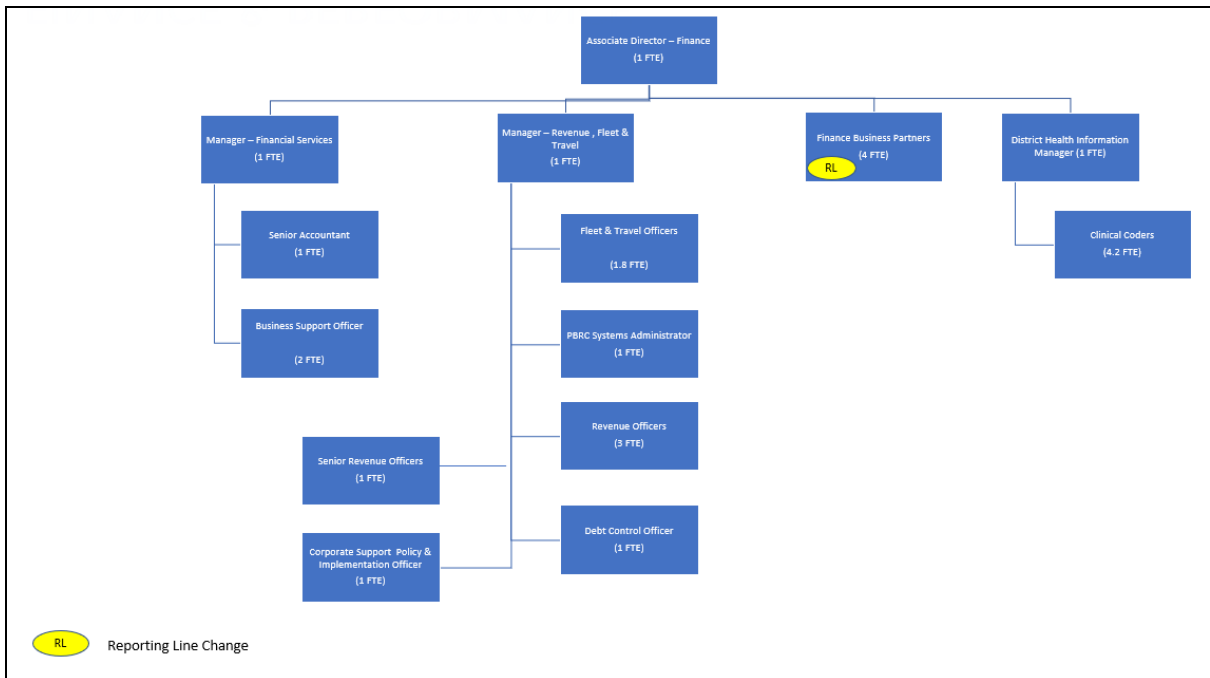 Associate Director – Finance
(1 FTE)
Manager – Financial Services
(1 FTE)
Manager – Revenue , Fleet &
Travel
(1 FTE)
Finance Business Partners
(4 FTE)
RL
District Health Information
Manager (1 FTE)
Senior Accountant
(1 FTE)
Fleet & Travel Officers
(1.8 FTE)
Clinical Coders
(4.2 FTE)
Business Support Officer
(2 FTE)
PBRC Systems Administrator
(1 FTE)
Revenue Officers
(3 FTE)
Senior Revenue Officers
(1 FTE)
Debt Control Officer
(1 FTE)
Corporate Support Policy &
Implementation Officer
(1 FTE)
RL Reporting Line Change